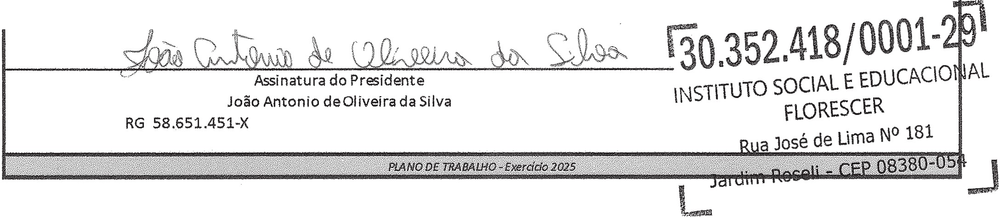 João Antonio de Oliveira da Silva
Assinatura do Presidente
João Antonio de Oliveira da Silva
RG 58.651.451-X
30.352.418/0001-29
INSTITUTO SOCIAL E EDUCACIONAL
FLORESCER
Rua José de Lima Nº 181
Jardim Roseli - CEP 08380-054
PLANO DE TRABALHO - Exercício 2025